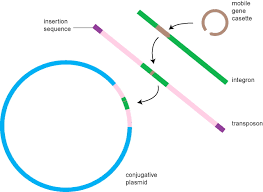 insertion
sequence
mobile
gene
casette
integron
transposon
conjugative
plasmid